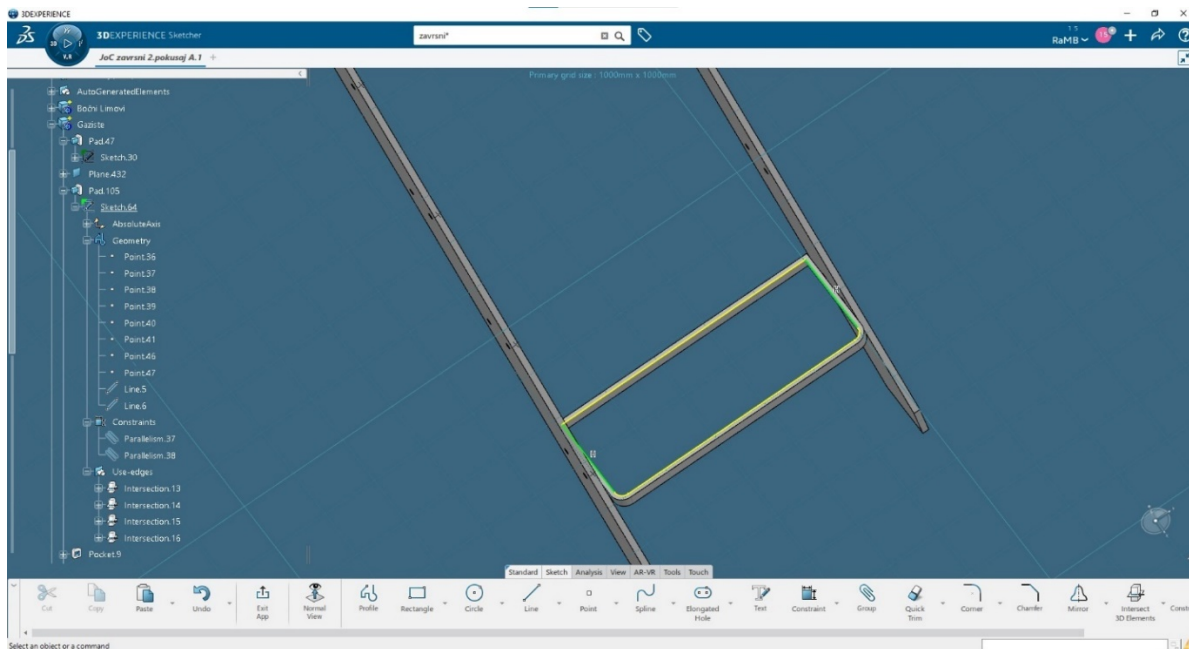 3DEXPERIENCE
3DEXPERIENCE Sketcher
završni*
RaMB
JoC zavrsni 2.pokusaj A.1 +
Primary grid size : 1000mm x 1000mm
AutoGeneratedElements
Bočni Limovi
Gaziste
Pad.47
Sketch.30
Plane.432
Pad.105
Sketch.64
AbsoluteAxis
Geometry
Point.36
Point.37
Point.38
Point.39
Point.40
Point.41
Point.46
Point.47
Line.5
Line.6
Constraints
Parallelism.37
Parallelism.38
Use-edges
Intersection.13
Intersection.14
Intersection.15
Intersection.16
Pocket.9
Standard Sketch Analysis View AR-VR Tools Touch
Cut Copy Paste Undo Exit App Normal View Profile Rectangle Circle Line Point Spline Elongated Hole Text Constraint Group Quick Trim Corner Chamfer Mirror Intersect 3D Elements
Select an object or a command